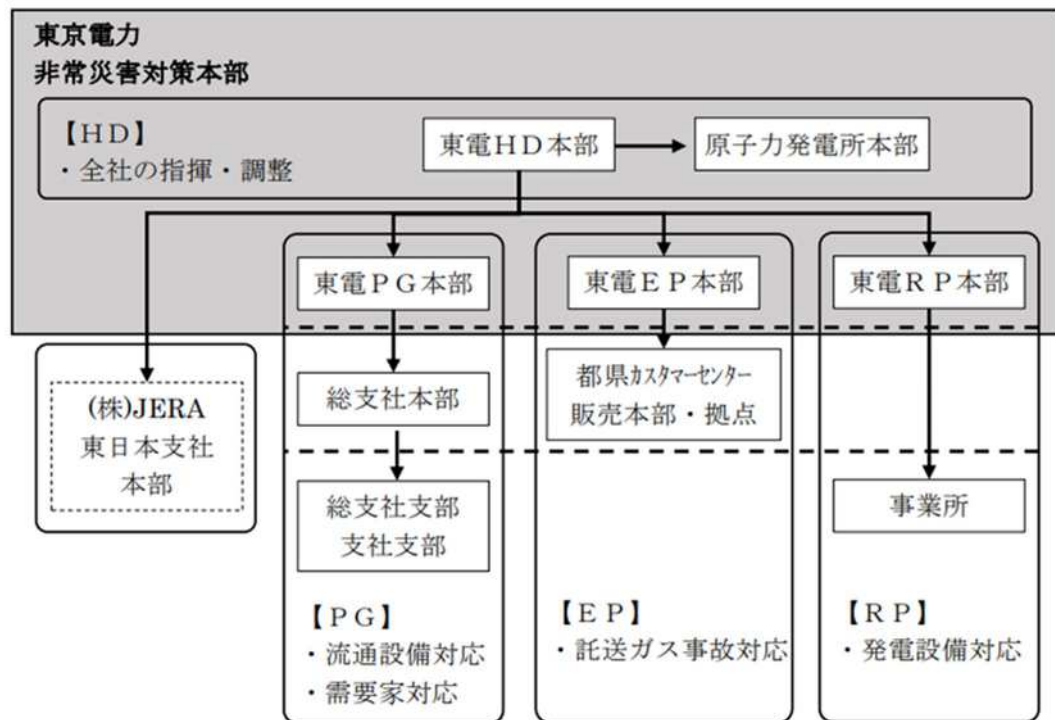 東京電力
非常災害対策本部
【ＨＤ】
・全社の指揮・調整
東電ＨＤ本部
原子力発電所本部
東電ＰＧ本部
東電ＥＰ本部
東電ＲＰ本部
(株)JERA
東日本支社
本部
総支社本部
都県ｶｽﾀﾏｰセンター
販売本部・拠点
総支社支部
支社支部
事業所
【ＰＧ】
・流通設備対応
・需要家対応
【ＥＰ】
・託送ガス事故対応
【ＲＰ】
・発電設備対応